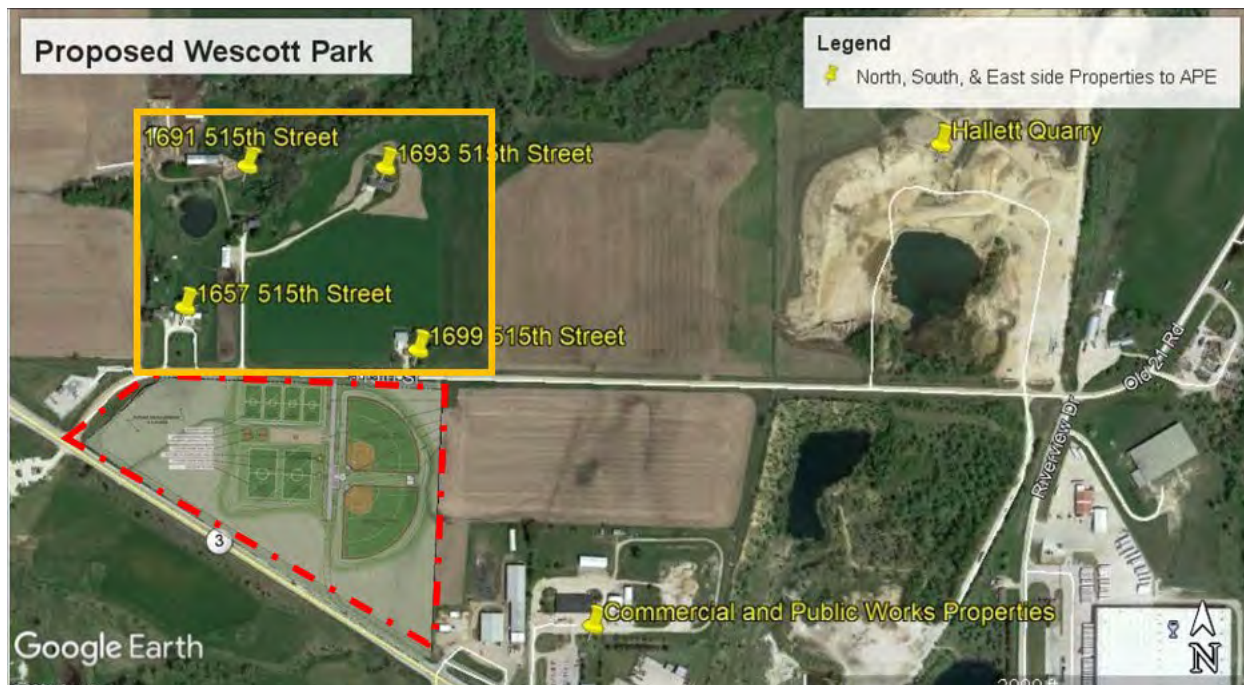 Proposed Wescott Park
Legend
North, South, & East side Properties to APE
1691 515th Street
1693 515th Street
Hallett Quarry
1657 515th Street
1699 515th Street
Old 21 Rd
Riverview Dr
3
Commercial and Public Works Properties
Google Earth
N